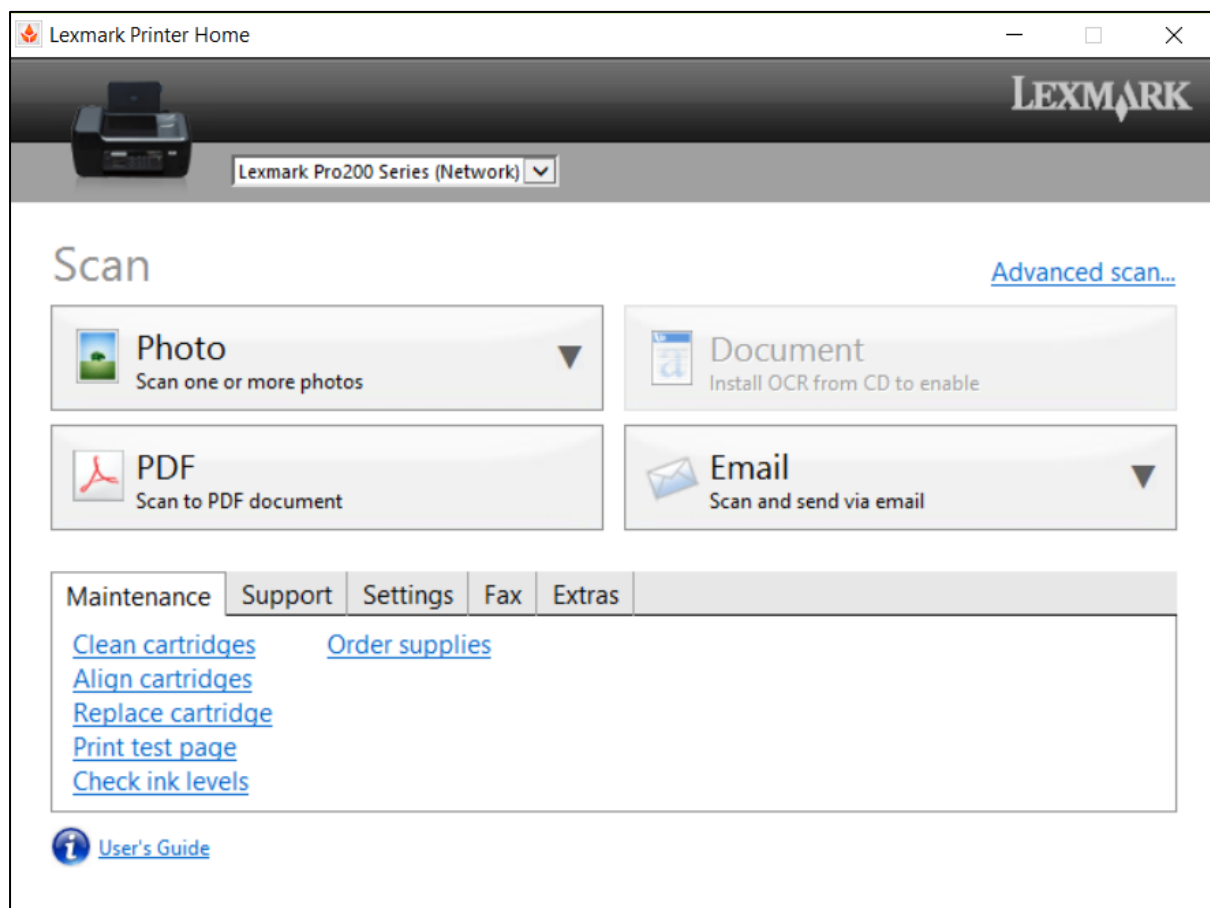 Lexmark Printer Home
LEXMARK
Lexmark Pro200 Series (Network)
Scan
Advanced scan...
Photo
Scan one or more photos
Document
Install OCR from CD to enable
PDF
Scan to PDF document
Email
Scan and send via email
Maintenance Support Settings Fax Extras
Clean cartridges Order supplies
Align cartridges
Replace cartridge
Print test page
Check ink levels
User's Guide